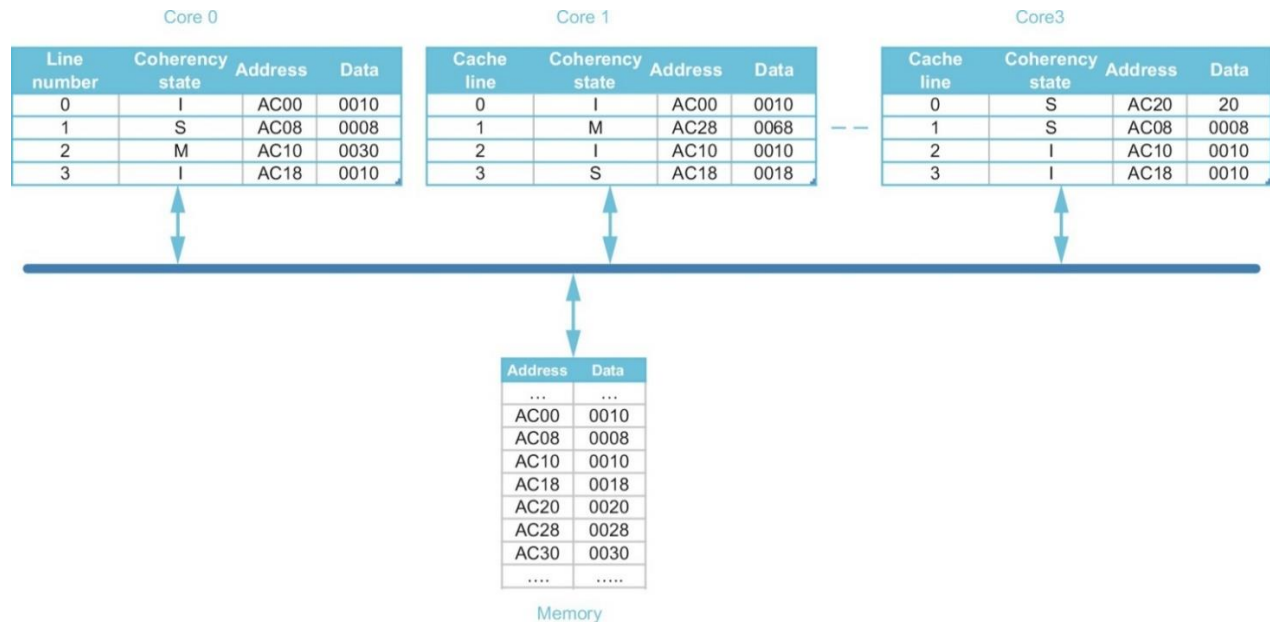 Core 0
Line number Coherency state Address Data
0 I AC00 0010
1 S AC08 0008
2 M AC10 0030
3 I AC18 0010
Core 1
Cache line Coherency state Address Data
0 I AC00 0010
1 M AC28 0068
2 I AC10 0010
3 S AC18 0018
Core3
Cache line Coherency state Address Data
0 S AC20 20
1 S AC08 0008
2 I AC10 0010
3 I AC18 0010
Address Data
... ...
AC00 0010
AC08 0008
AC10 0010
AC18 0018
AC20 0020
AC28 0028
AC30 0030
.... .....
Memory